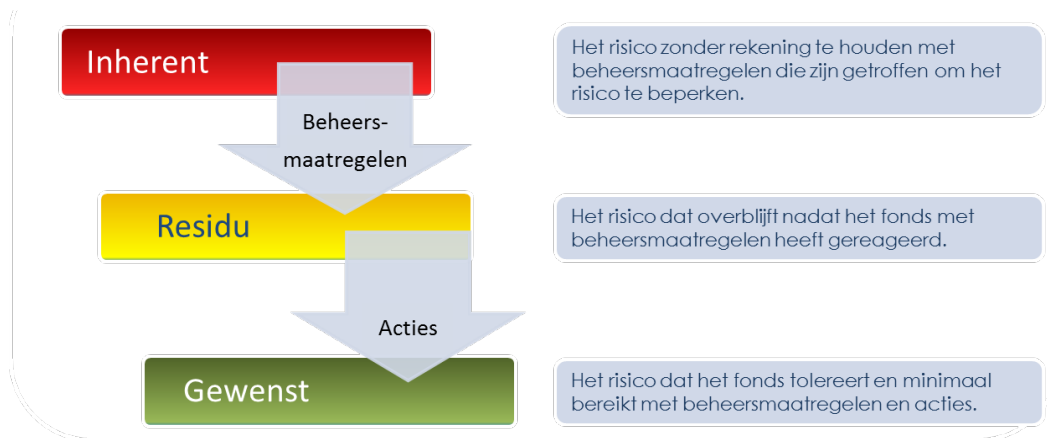 Inherent
Het risico zonder rekening te houden met
beheersmaatregelen die zijn getroffen om het
risico te beperken.
Beheers-
maatregelen
Residu
Het risico dat overblijft nadat het fonds met
beheersmaatregelen heeft gereageerd.
Acties
Gewenst
Het risico dat het fonds tolereert en minimaal
bereikt met beheersmaatregelen en acties.